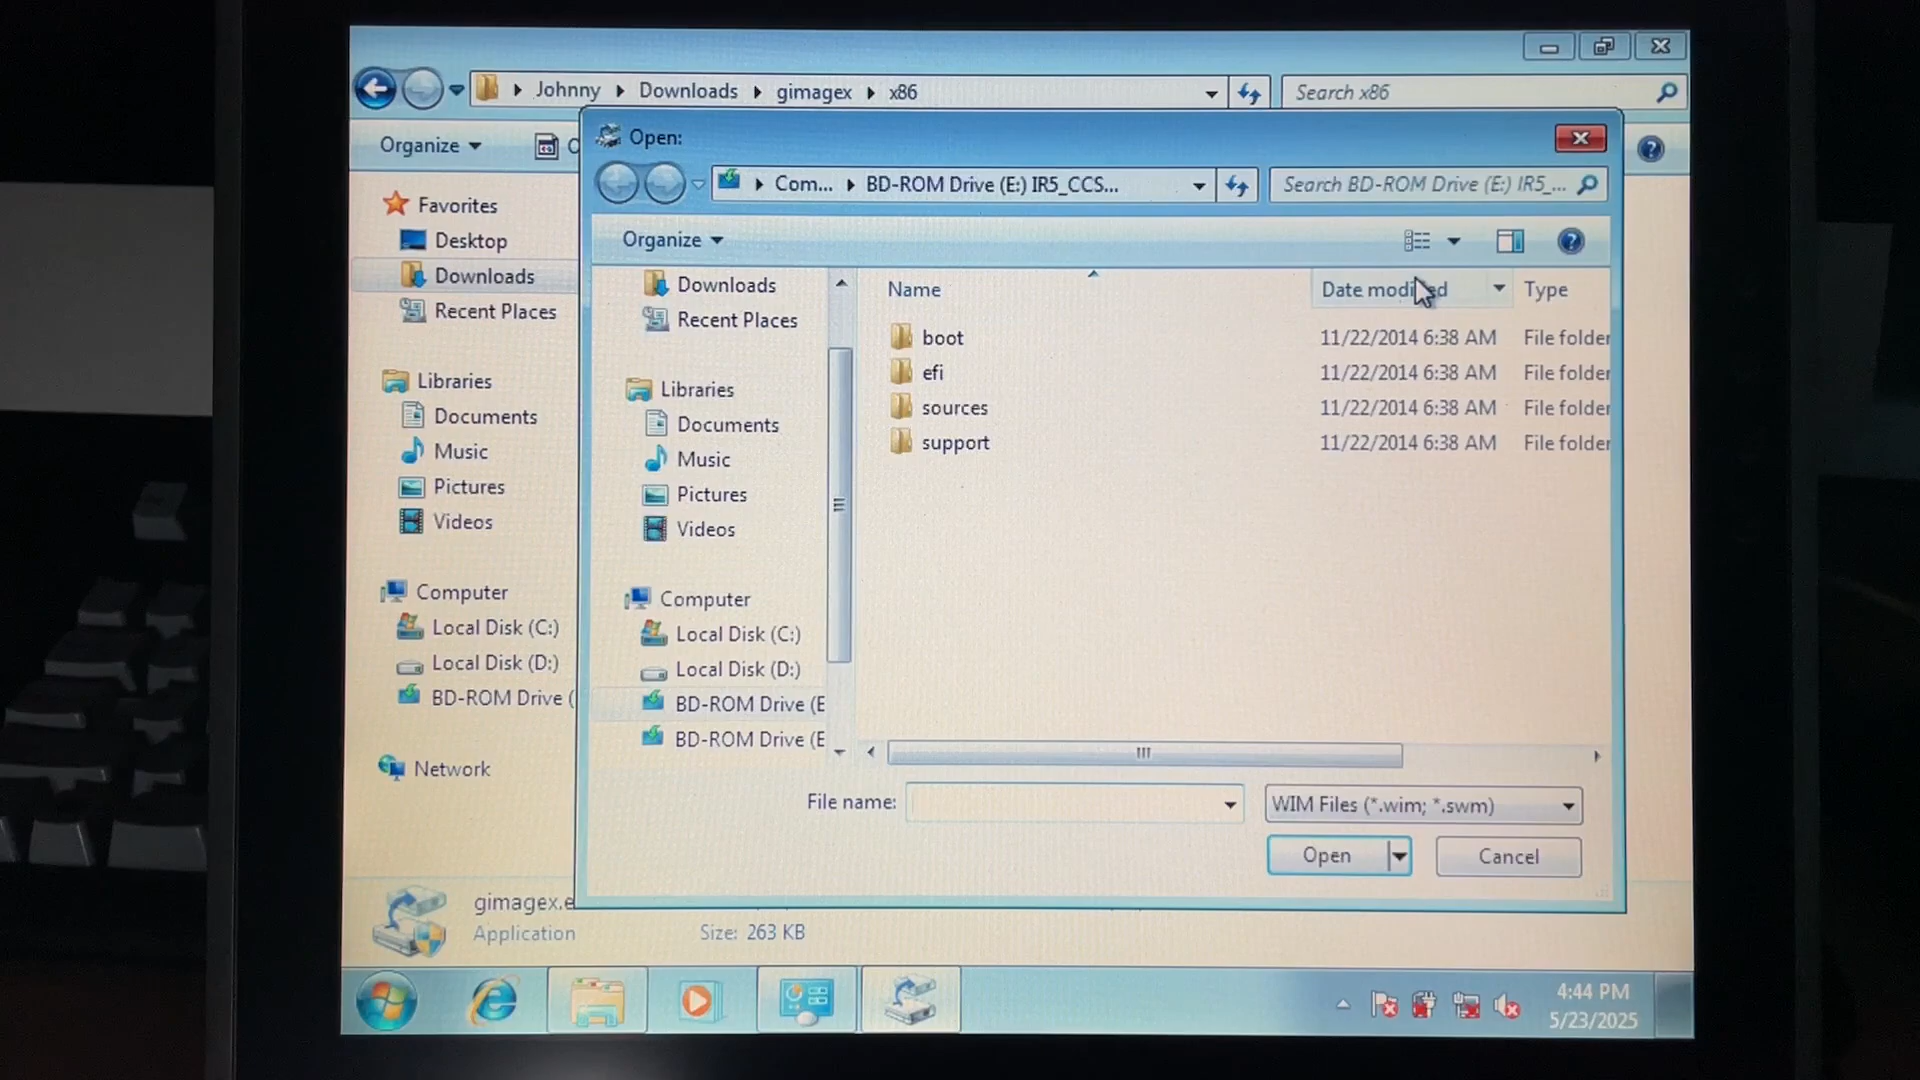 Johnny Downloads gimagex x86
Search x86
Organize
Favorites
Desktop
Downloads
Recent Places
Libraries
Documents
Music
Pictures
Videos
Computer
Local Disk (C:)
Local Disk (D:)
BD-ROM Drive (
Network
Open:
Com... BD-ROM Drive (E:) IR5_CCS...
Search BD-ROM Drive (E:) IR5_...
Organize
Downloads
Recent Places
Libraries
Documents
Music
Pictures
Videos
Computer
Local Disk (C:)
Local Disk (D:)
BD-ROM Drive (E
BD-ROM Drive (E
Name Date modified Type
boot 11/22/2014 6:38 AM File folder
efi 11/22/2014 6:38 AM File folder
sources 11/22/2014 6:38 AM File folder
support 11/22/2014 6:38 AM File folder
File name:
WIM Files (*.wim; *.swm)
Open Cancel
gimagex.e
Application
Size: 263 KB
4:44 PM
5/23/2025